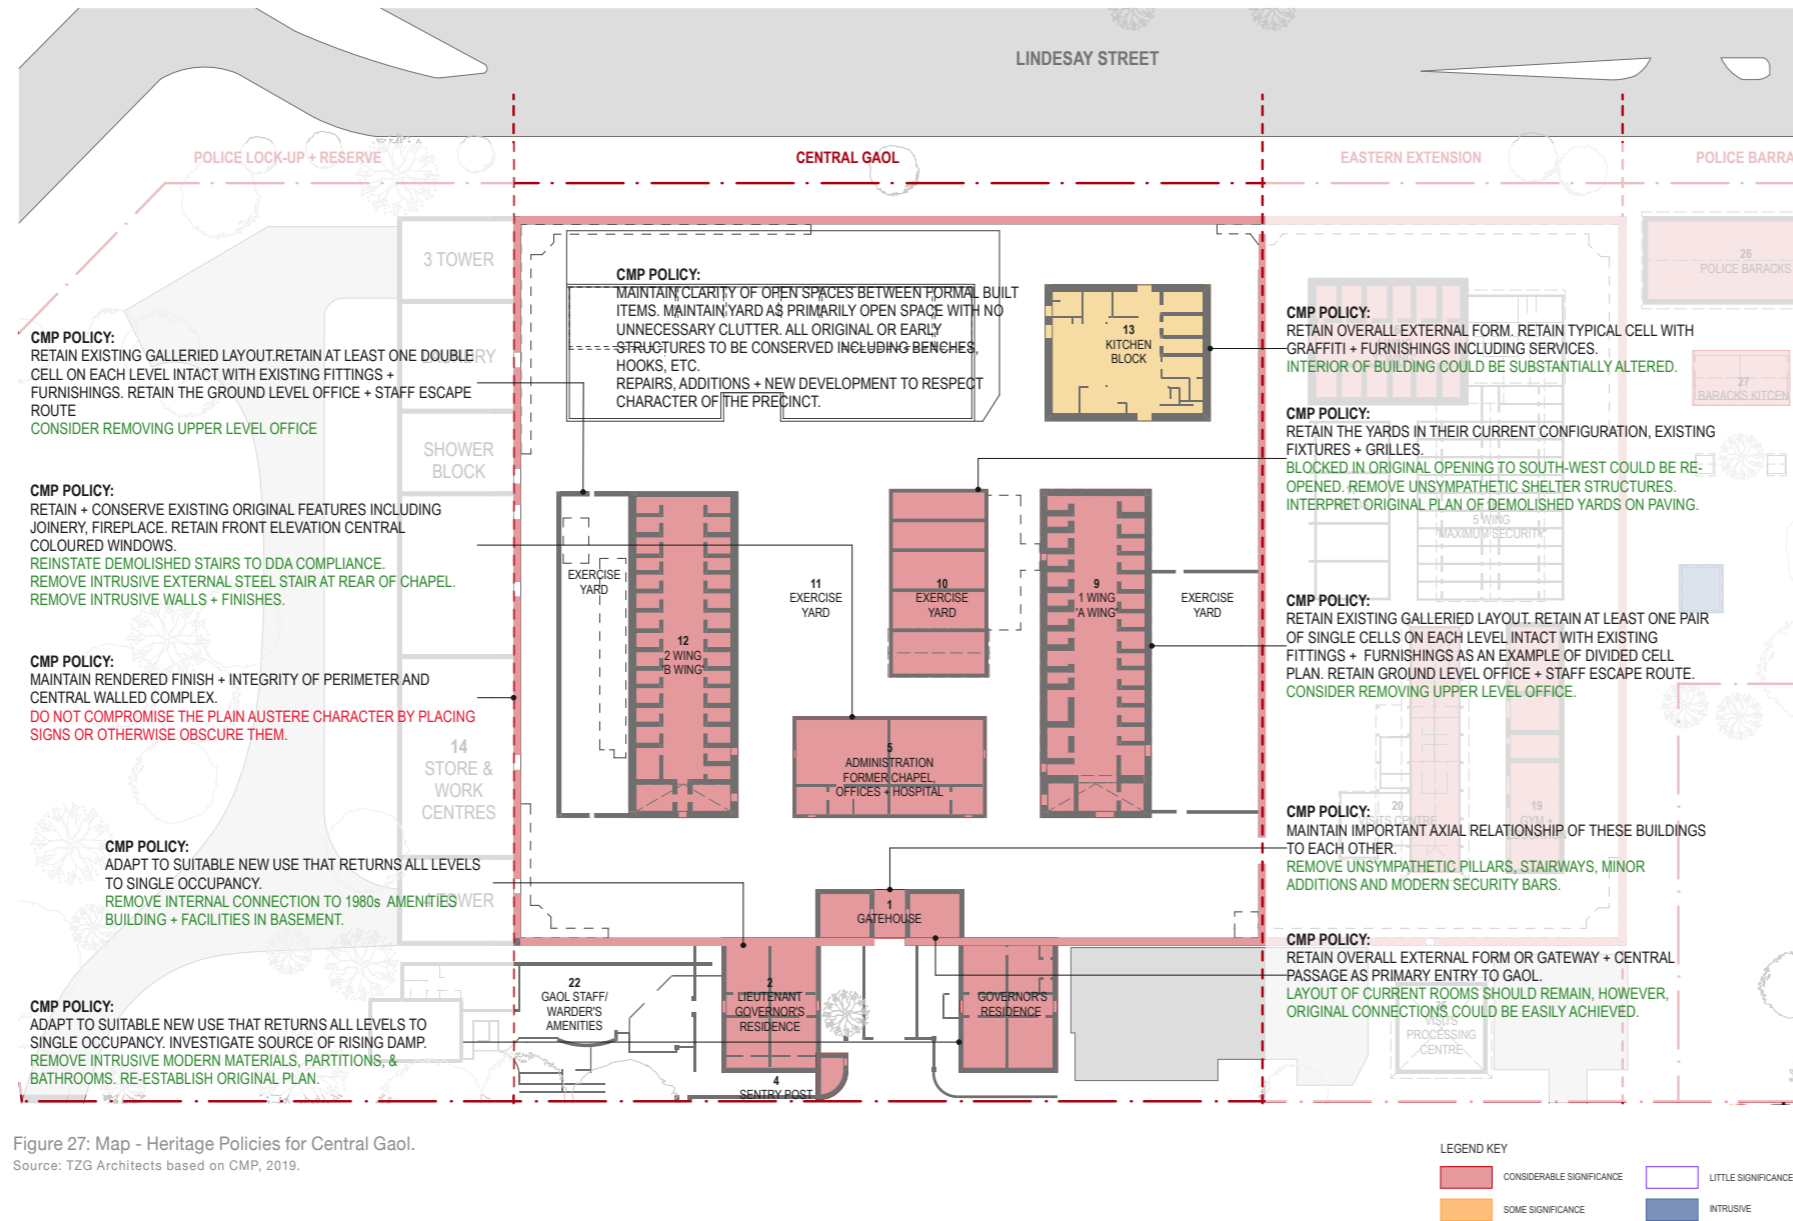 LINDESAY STREET
POLICE LOCK-UP + RESERVE
CENTRAL GAOL
EASTERN EXTENSION
POLICE BARRA
3 TOWER
SHOWER
BLOCK
14
STORE &
WORK
CENTRES
TOWER
CMP POLICY:
RETAIN EXISTING GALLERIED LAYOUT.RETAIN AT LEAST ONE DOUBLE
CELL ON EACH LEVEL INTACT WITH EXISTING FITTINGS +
FURNISHINGS. RETAIN THE GROUND LEVEL OFFICE + STAFF ESCAPE
ROUTE
CONSIDER REMOVING UPPER LEVEL OFFICE
CMP POLICY:
RETAIN + CONSERVE EXISTING ORIGINAL FEATURES INCLUDING
JOINERY, FIREPLACE. RETAIN FRONT ELEVATION CENTRAL
COLOURED WINDOWS.
REINSTATE DEMOLISHED STAIRS TO DDA COMPLIANCE.
REMOVE INTRUSIVE EXTERNAL STEEL STAIR AT REAR OF CHAPEL.
REMOVE INTRUSIVE WALLS + FINISHES.
CMP POLICY:
MAINTAIN RENDERED FINISH + INTEGRITY OF PERIMETER AND
CENTRAL WALLED COMPLEX.
DO NOT COMPROMISE THE PLAIN AUSTERE CHARACTER BY PLACING
SIGNS OR OTHERWISE OBSCURE THEM.
CMP POLICY:
ADAPT TO SUITABLE NEW USE THAT RETURNS ALL LEVELS
TO SINGLE OCCUPANCY.
REMOVE INTERNAL CONNECTION TO 1980s AMENITIES
BUILDING + FACILITIES IN BASEMENT.
CMP POLICY:
ADAPT TO SUITABLE NEW USE THAT RETURNS ALL LEVELS TO
SINGLE OCCUPANCY. INVESTIGATE SOURCE OF RISING DAMP.
REMOVE INTRUSIVE MODERN MATERIALS, PARTITIONS, &
BATHROOMS. RE-ESTABLISH ORIGINAL PLAN.
CMP POLICY:
MAINTAIN CLARITY OF OPEN SPACES BETWEEN FORMAL BUILT
ITEMS. MAINTAIN YARD AS PRIMARILY OPEN SPACE WITH NO
UNNECESSARY CLUTTER. ALL ORIGINAL OR EARLY
STRUCTURES TO BE CONSERVED INCLUDING BENCHES,
HOOKS, ETC.
REPAIRS, ADDITIONS + NEW DEVELOPMENT TO RESPECT
CHARACTER OF THE PRECINCT.
13
KITCHEN
BLOCK
EXERCISE
YARD
12
2 WING
'B WING'
11
EXERCISE
YARD
10
EXERCISE
YARD
9
1 WING
'A WING'
EXERCISE
YARD
5
ADMINISTRATION
FORMER CHAPEL,
OFFICES + HOSPITAL
1
GATEHOUSE
22
GAOL STAFF/
WARDER'S
AMENITIES
2
LIEUTENANT
GOVERNOR'S
RESIDENCE
GOVERNOR'S
RESIDENCE
4
SENTRY POST
CMP POLICY:
RETAIN OVERALL EXTERNAL FORM. RETAIN TYPICAL CELL WITH
GRAFFITI + FURNISHINGS INCLUDING SERVICES.
INTERIOR OF BUILDING COULD BE SUBSTANTIALLY ALTERED.
CMP POLICY:
RETAIN THE YARDS IN THEIR CURRENT CONFIGURATION, EXISTING
FIXTURES + GRILLES.
BLOCKED IN ORIGINAL OPENING TO SOUTH-WEST COULD BE RE-
OPENED. REMOVE UNSYMPATHETIC SHELTER STRUCTURES.
INTERPRET ORIGINAL PLAN OF DEMOLISHED YARDS ON PAVING.
5 WING
MAXIMUM SECURITY
CMP POLICY:
RETAIN EXISTING GALLERIED LAYOUT. RETAIN AT LEAST ONE PAIR
OF SINGLE CELLS ON EACH LEVEL INTACT WITH EXISTING
FITTINGS + FURNISHINGS AS AN EXAMPLE OF DIVIDED CELL
PLAN. RETAIN GROUND LEVEL OFFICE + STAFF ESCAPE ROUTE.
CONSIDER REMOVING UPPER LEVEL OFFICE.
20
VISITS CENTRE
19
GYM
CMP POLICY:
MAINTAIN IMPORTANT AXIAL RELATIONSHIP OF THESE BUILDINGS
TO EACH OTHER.
REMOVE UNSYMPATHETIC PILLARS, STAIRWAYS, MINOR
ADDITIONS AND MODERN SECURITY BARS.
CMP POLICY:
RETAIN OVERALL EXTERNAL FORM OR GATEWAY + CENTRAL
PASSAGE AS PRIMARY ENTRY TO GAOL.
LAYOUT OF CURRENT ROOMS SHOULD REMAIN, HOWEVER,
ORIGINAL CONNECTIONS COULD BE EASILY ACHIEVED.
VISITS
PROCESSING
CENTRE
26
POLICE BARACKS
27
BARACKS KITCEN
Figure 27: Map - Heritage Policies for Central Gaol.
Source: TZG Architects based on CMP, 2019.
LEGEND KEY
CONSIDERABLE SIGNIFICANCE
LITTLE SIGNIFICANCE
SOME SIGNIFICANCE
INTRUSIVE